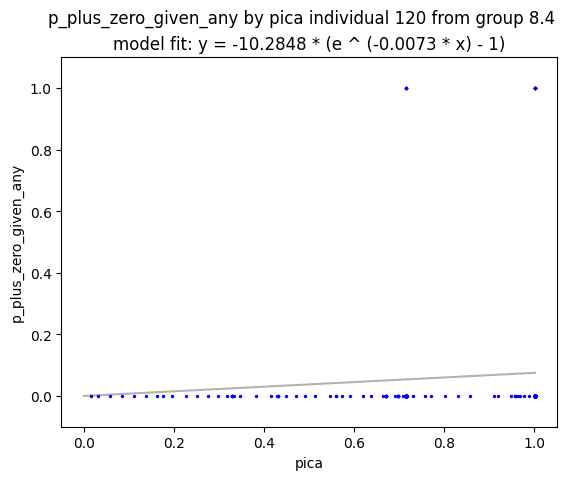 p_plus_zero_given_any by pica individual 120 from group 8.4
model fit: y = -10.2848 * (e ^ (-0.0073 * x) - 1)
p_plus_zero_given_any
1.0
0.8
0.6
0.4
0.2
0.0
0.0 0.2 0.4 0.6 0.8 1.0
pica